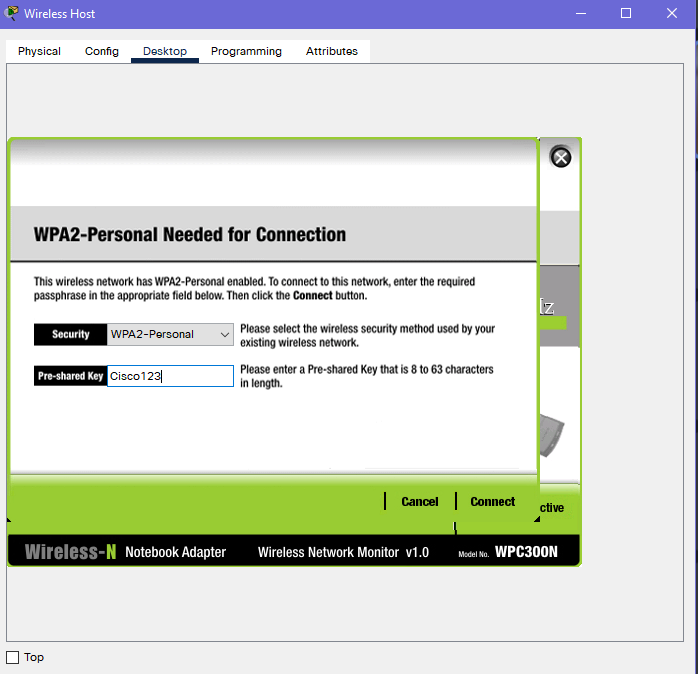 Wireless Host
Physical Config Desktop Programming Attributes
WPA2-Personal Needed for Connection
This wireless network has WPA2-Personal enabled. To connect to this network, enter the required
passphrase in the appropriate field below. Then click the Connect button.
Security WPA2-Personal Please select the wireless security method used by your
existing wireless network.
Pre-shared Key Cisco123 Please enter a Pre-shared Key that is 8 to 63 characters
in length.
Cancel Connect
Wireless-N Notebook Adapter Wireless Network Monitor v1.0 Model No. WPC300N
Top